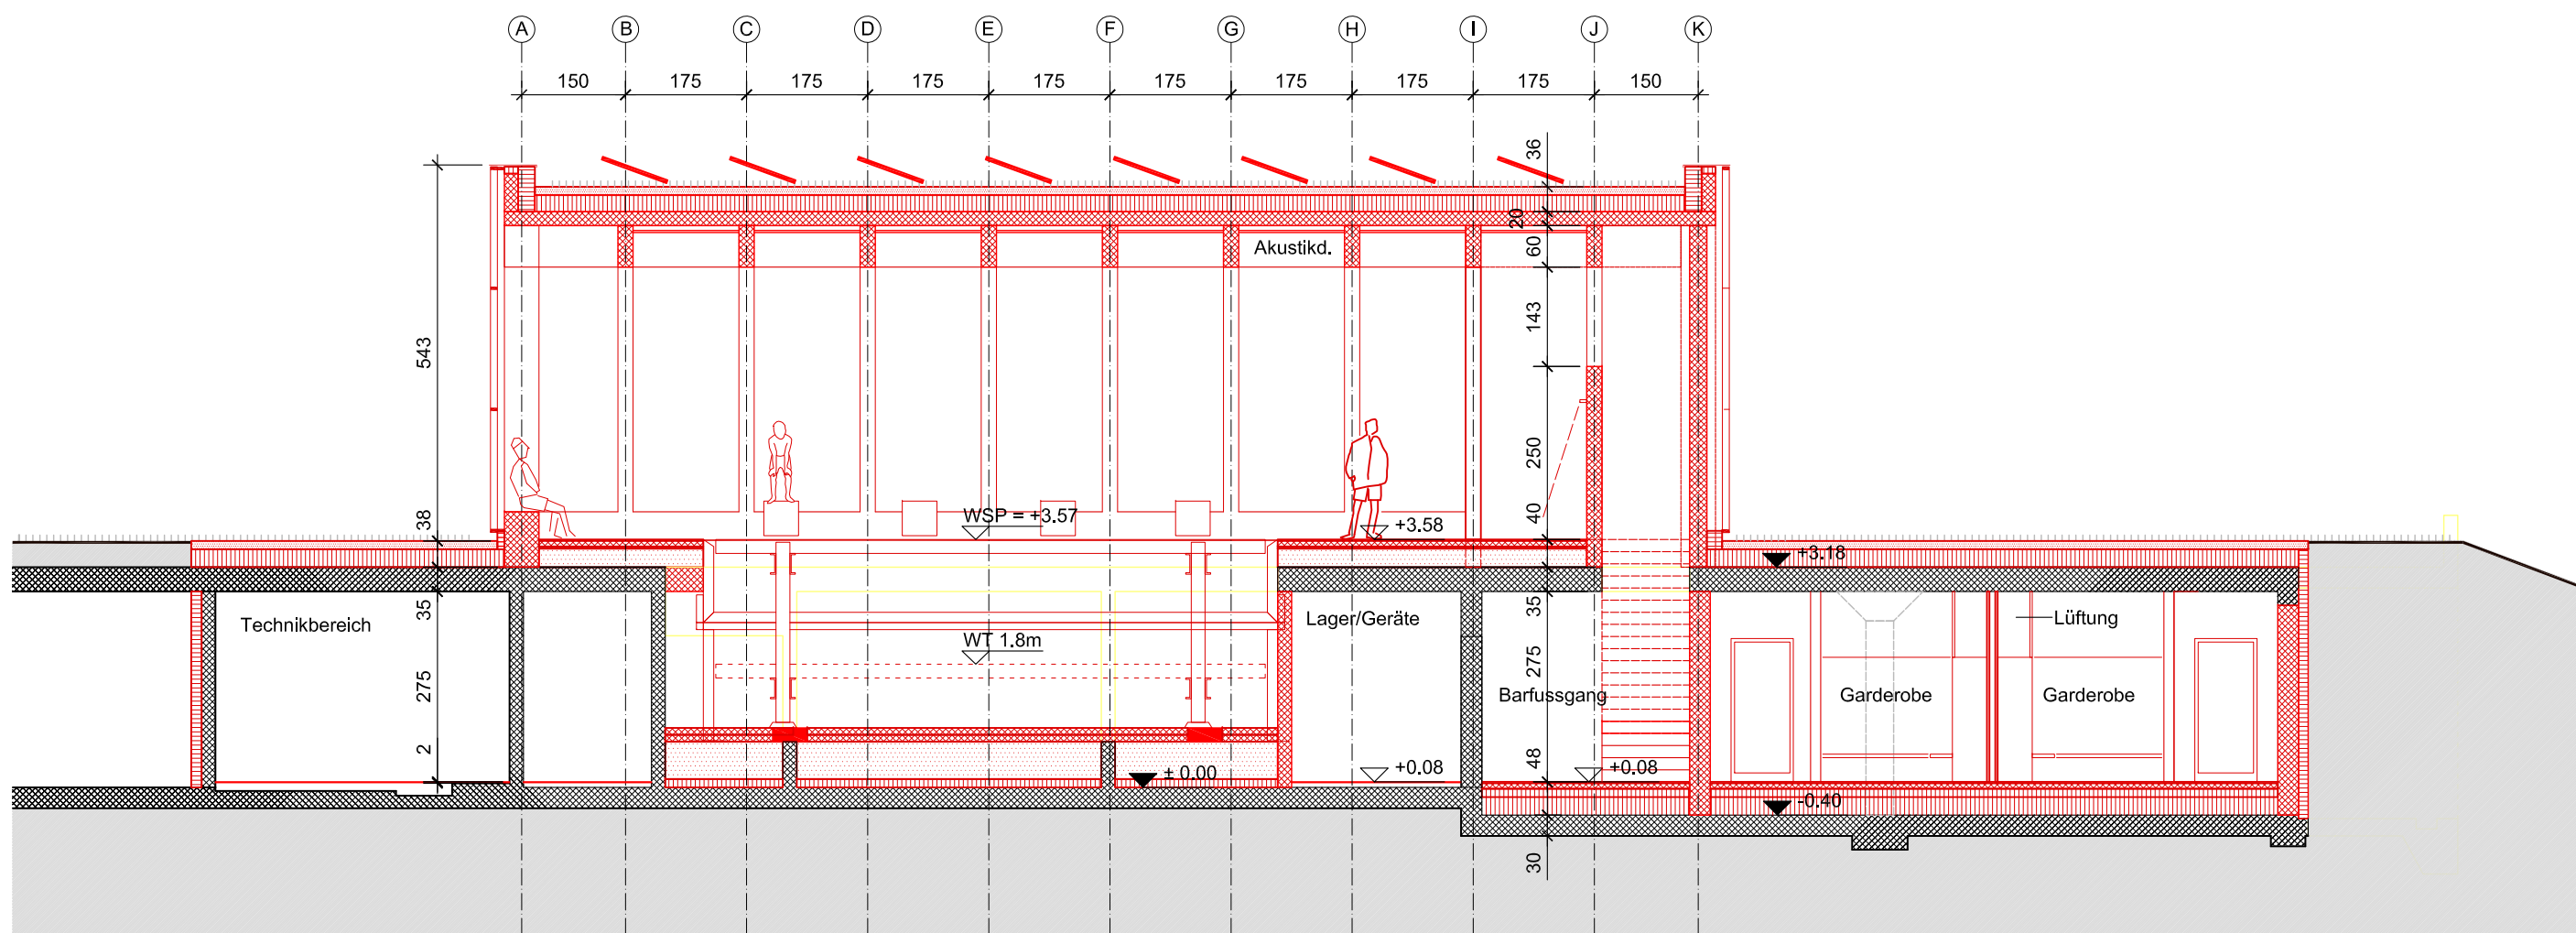 A B C D E F G H I J K
150 175 175 175 175 175 175 175 175 150
36
20
Akustikd.
60
143
543
250
WSP = +3.57
+3.58
38
40
+3.18
35
35
Technikbereich
Lager/Geräte
Lüftung
WT 1.8m
275
275
Barfussgang
Garderobe
Garderobe
2
48
± 0.00
+0.08
+0.08
-0.40
30